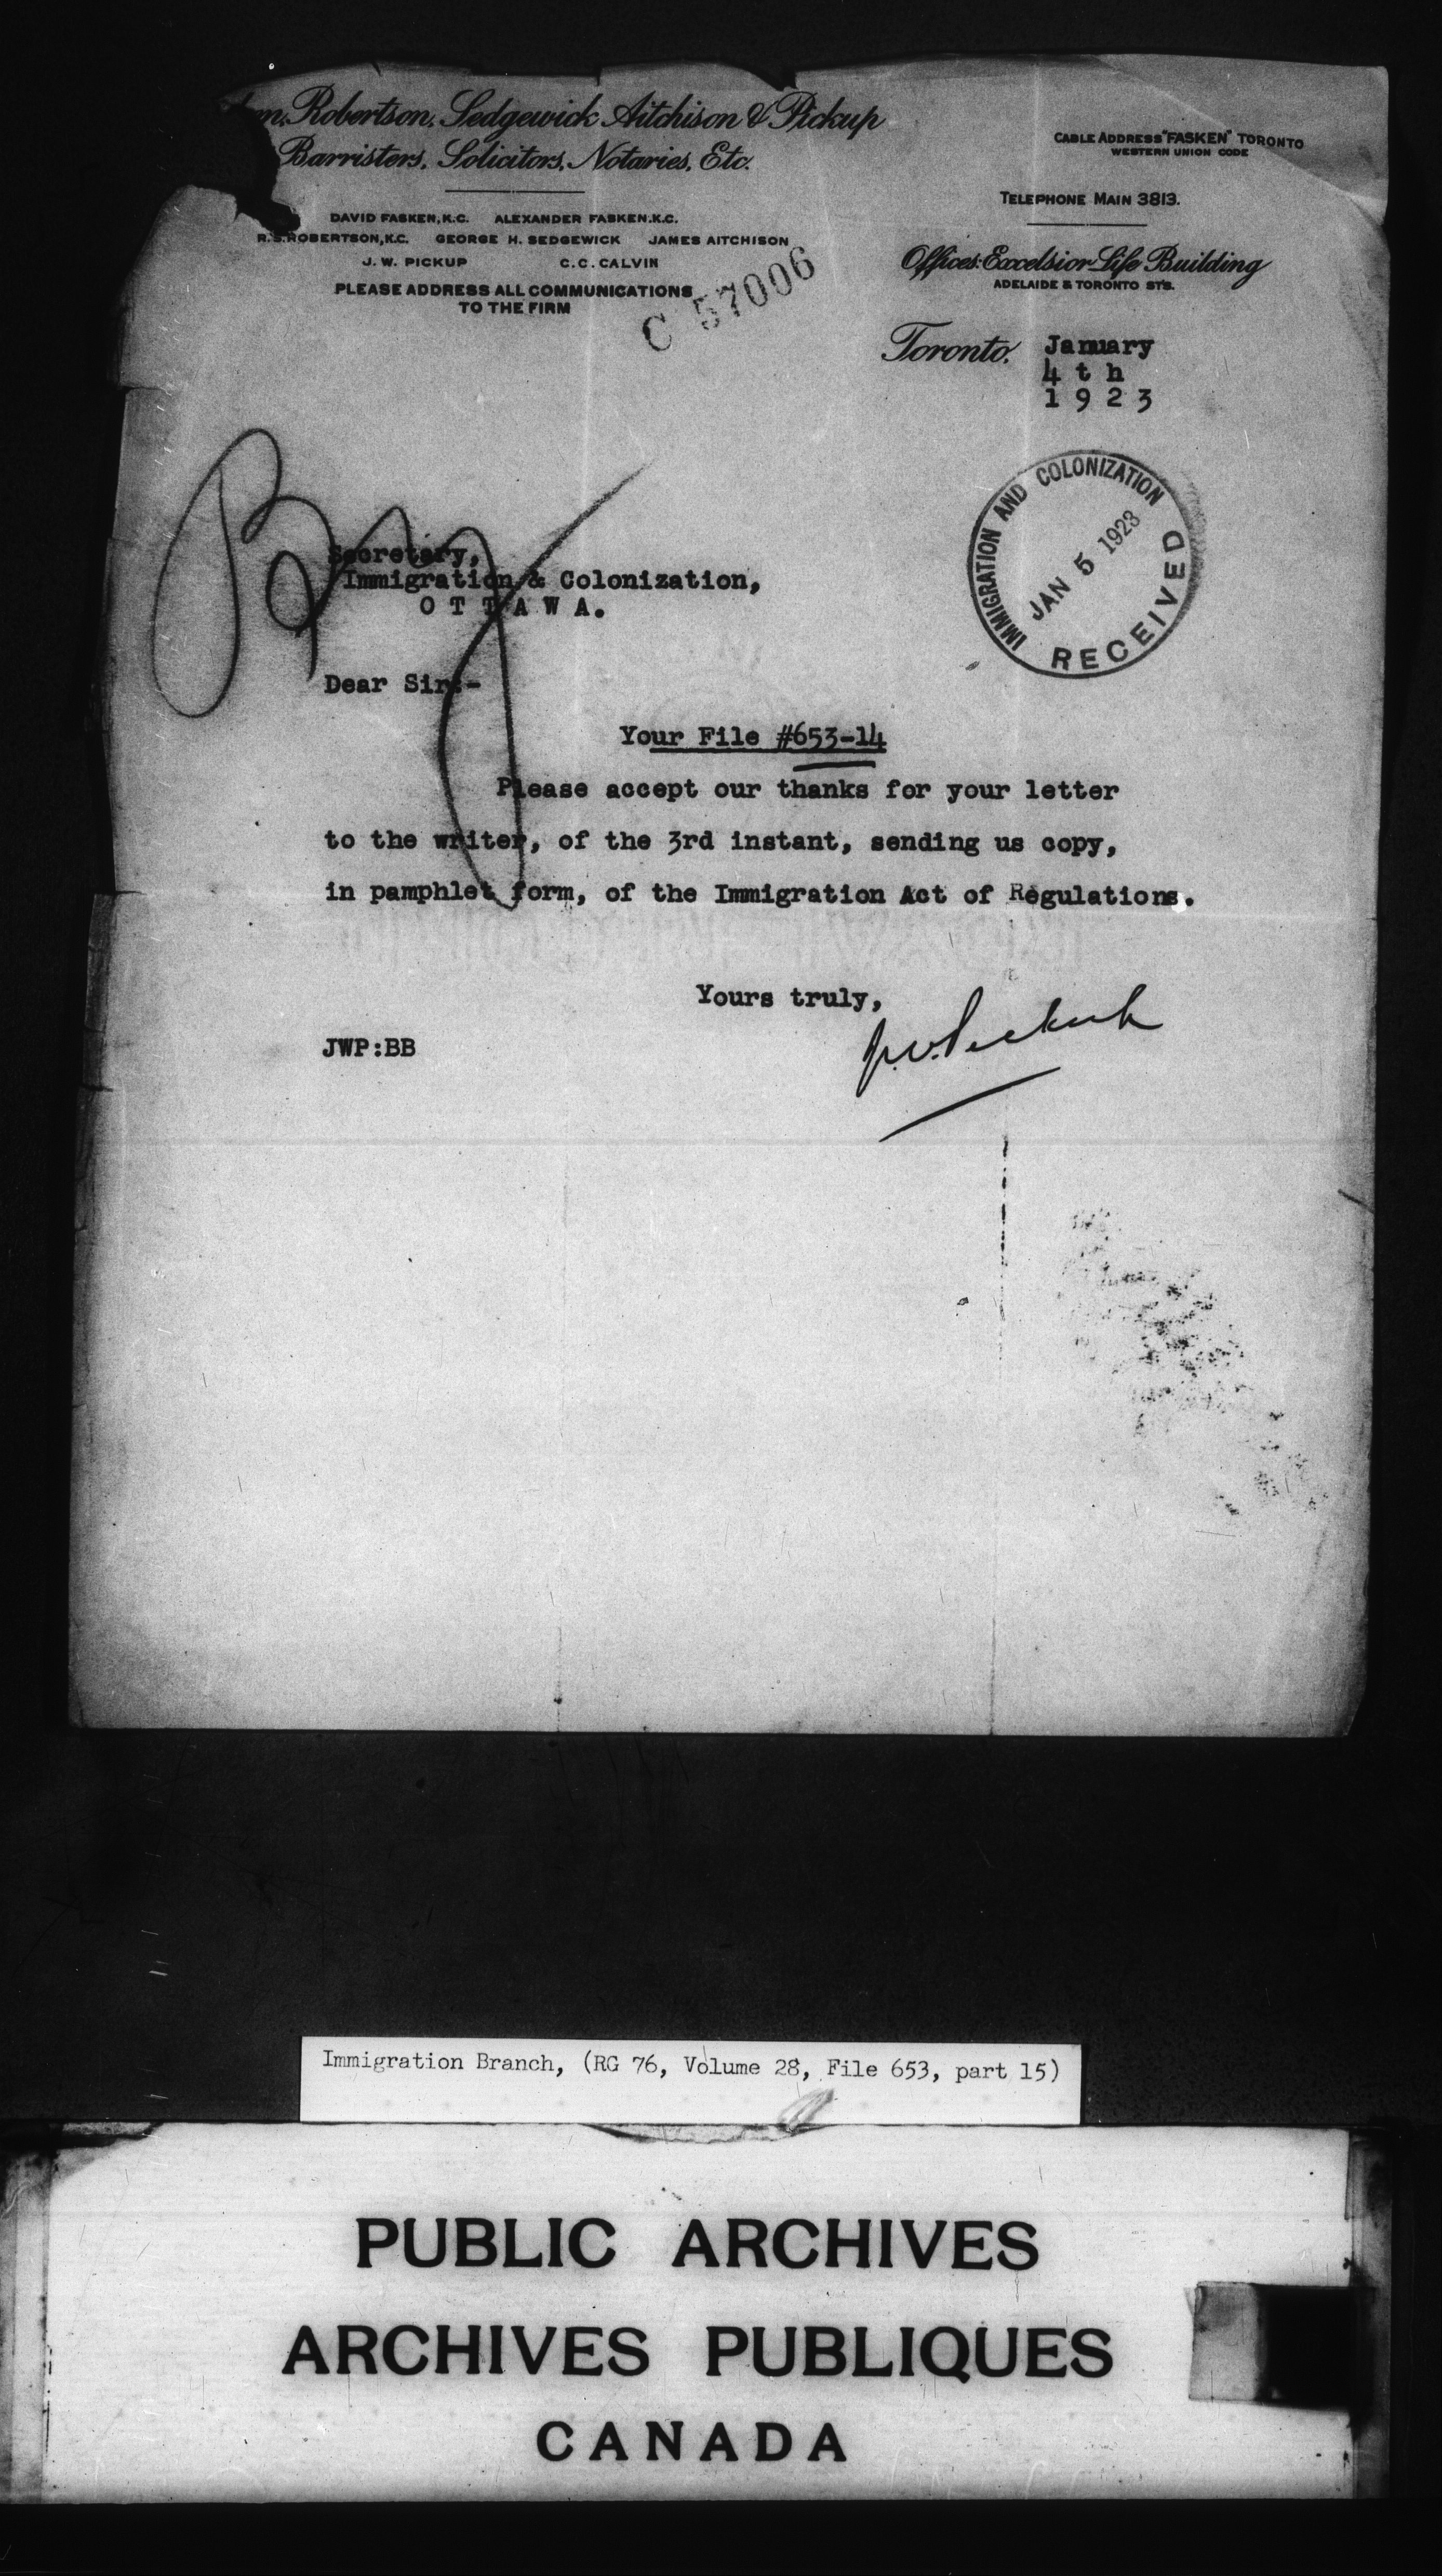 Robertson, Sedgewick Aitchison & Pickup
Barristers, Solicitors, Notaries, Etc.
DAVID FASKEN, K.C. ALEXANDER FASKEN, K.C.
R.S. ROBERTSON, K.C. GEORGE H. SEDGEWICK JAMES AITCHISON
J. W. PICKUP C. C. CALVIN
PLEASE ADDRESS ALL COMMUNICATIONS
TO THE FIRM
C 57006
CABLE ADDRESS "FASKEN" TORONTO
WESTERN UNION CODE
TELEPHONE MAIN 3813.
Offices: Excelsior Life Building
ADELAIDE & TORONTO STS.
Toronto, January
4th
1923
IMMIGRATION AND COLONIZATION
JAN 5 1923
RECEIVED
Secretary,
Immigration & Colonization,
OTTAWA.
Dear Sir:-
Your File #653-14
Please accept our thanks for your letter
to the writer, of the 3rd instant, sending us copy,
in pamphlet form, of the Immigration Act of Regulations.
Yours truly,
J.W. Pickup
JWP:BB
Immigration Branch, (RG 76, Volume 28, File 653, part 15)
PUBLIC ARCHIVES
ARCHIVES PUBLIQUES
CANADA